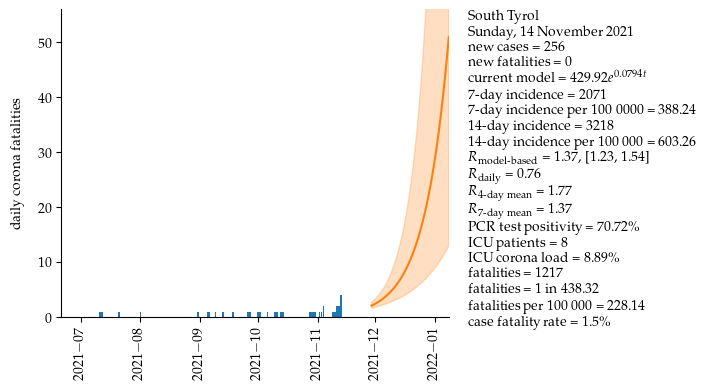 daily corona fatalities
50
40
30
20
10
0
2021−07
2021−08
2021−09
2021−10
2021−11
2021−12
2022−01
South Tyrol
Sunday, 14 November 2021
new cases = 256
new fatalities = 0
current model = 429.92e^0.0794t
7-day incidence = 2071
7-day incidence per 100 0000 = 388.24
14-day incidence = 3218
14-day incidence per 100 000 = 603.26
R model-based = 1.37, [1.23, 1.54]
R daily = 0.76
R 4-day mean = 1.77
R 7-day mean = 1.37
PCR test positivity = 70.72%
ICU patients = 8
ICU corona load = 8.89%
fatalities = 1217
fatalities = 1 in 438.32
fatalities per 100 000 = 228.14
case fatality rate = 1.5%